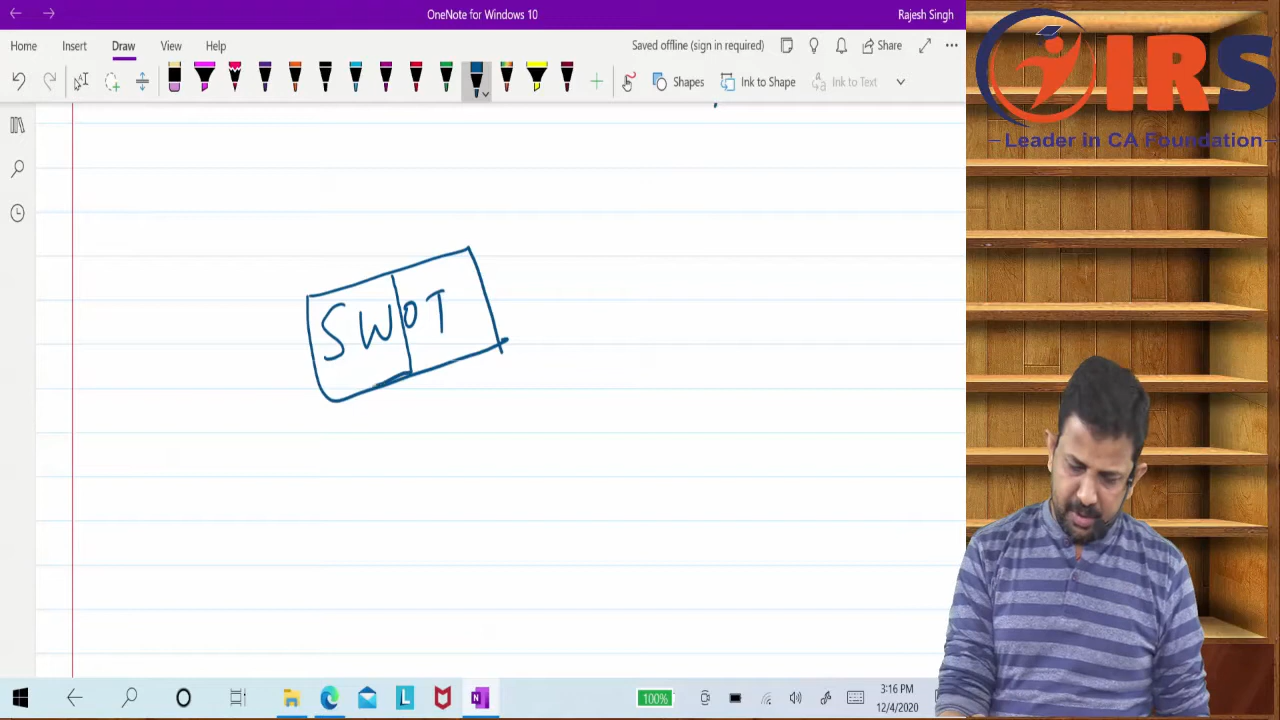 OneNote for Windows 10
Rajesh Singh
Home Insert Draw View Help
Saved offline (sign in required)
Share
Shapes
Ink to Shape
Ink to Text
IRS
Leader in CA Foundation
SWOT
100%
3:16 PM
12/4/2020